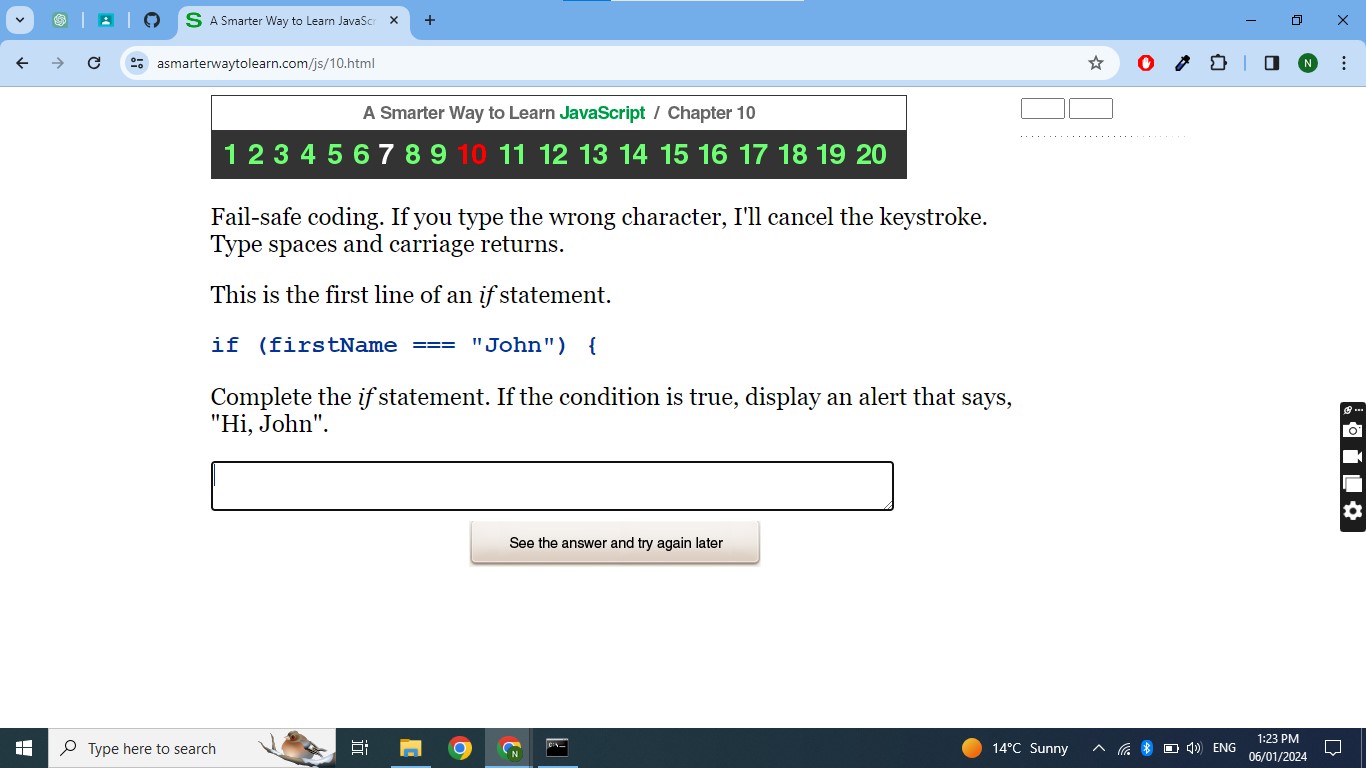 A Smarter Way to Learn JavaSc
asmarterwaytolearn.com/js/10.html
N
A Smarter Way to Learn JavaScript / Chapter 10
1 2 3 4 5 6 7 8 9 10 11 12 13 14 15 16 17 18 19 20
Fail-safe coding. If you type the wrong character, I'll cancel the keystroke.
Type spaces and carriage returns.
This is the first line of an if statement.
if (firstName === "John") {
Complete the if statement. If the condition is true, display an alert that says,
"Hi, John".
See the answer and try again later
Type here to search
N
14°C Sunny
ENG
1:23 PM
06/01/2024